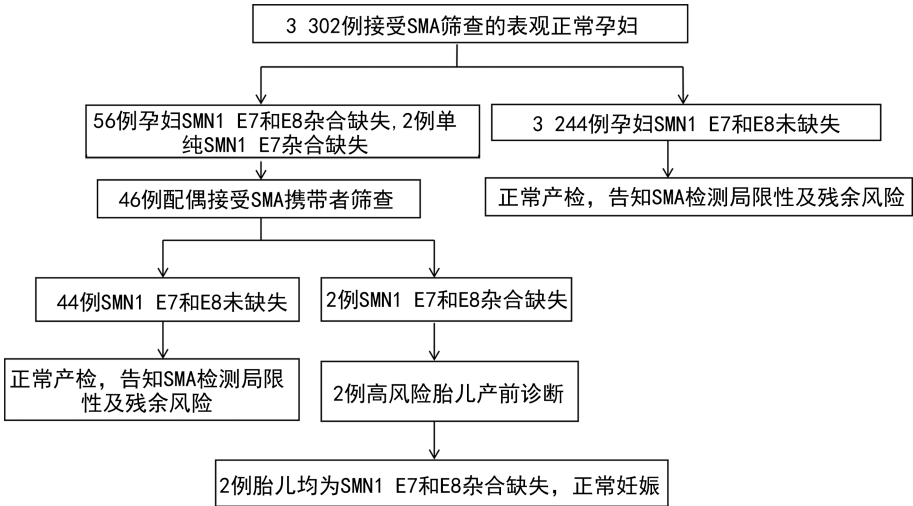 3 302例接受SMA筛查的表观正常孕妇
56例孕妇SMN1 E7和E8杂合缺失,2例单
纯SMN1 E7杂合缺失
3 244例孕妇SMN1 E7和E8未缺失
46例配偶接受SMA携带者筛查
正常产检，告知SMA检测局限性及残余风险
44例SMN1 E7和E8未缺失
2例SMN1 E7和E8杂合缺失
正常产检，告知SMA检测局限
性及残余风险
2例高风险胎儿产前诊断
2例胎儿均为SMN1 E7和E8杂合缺失，正常妊娠